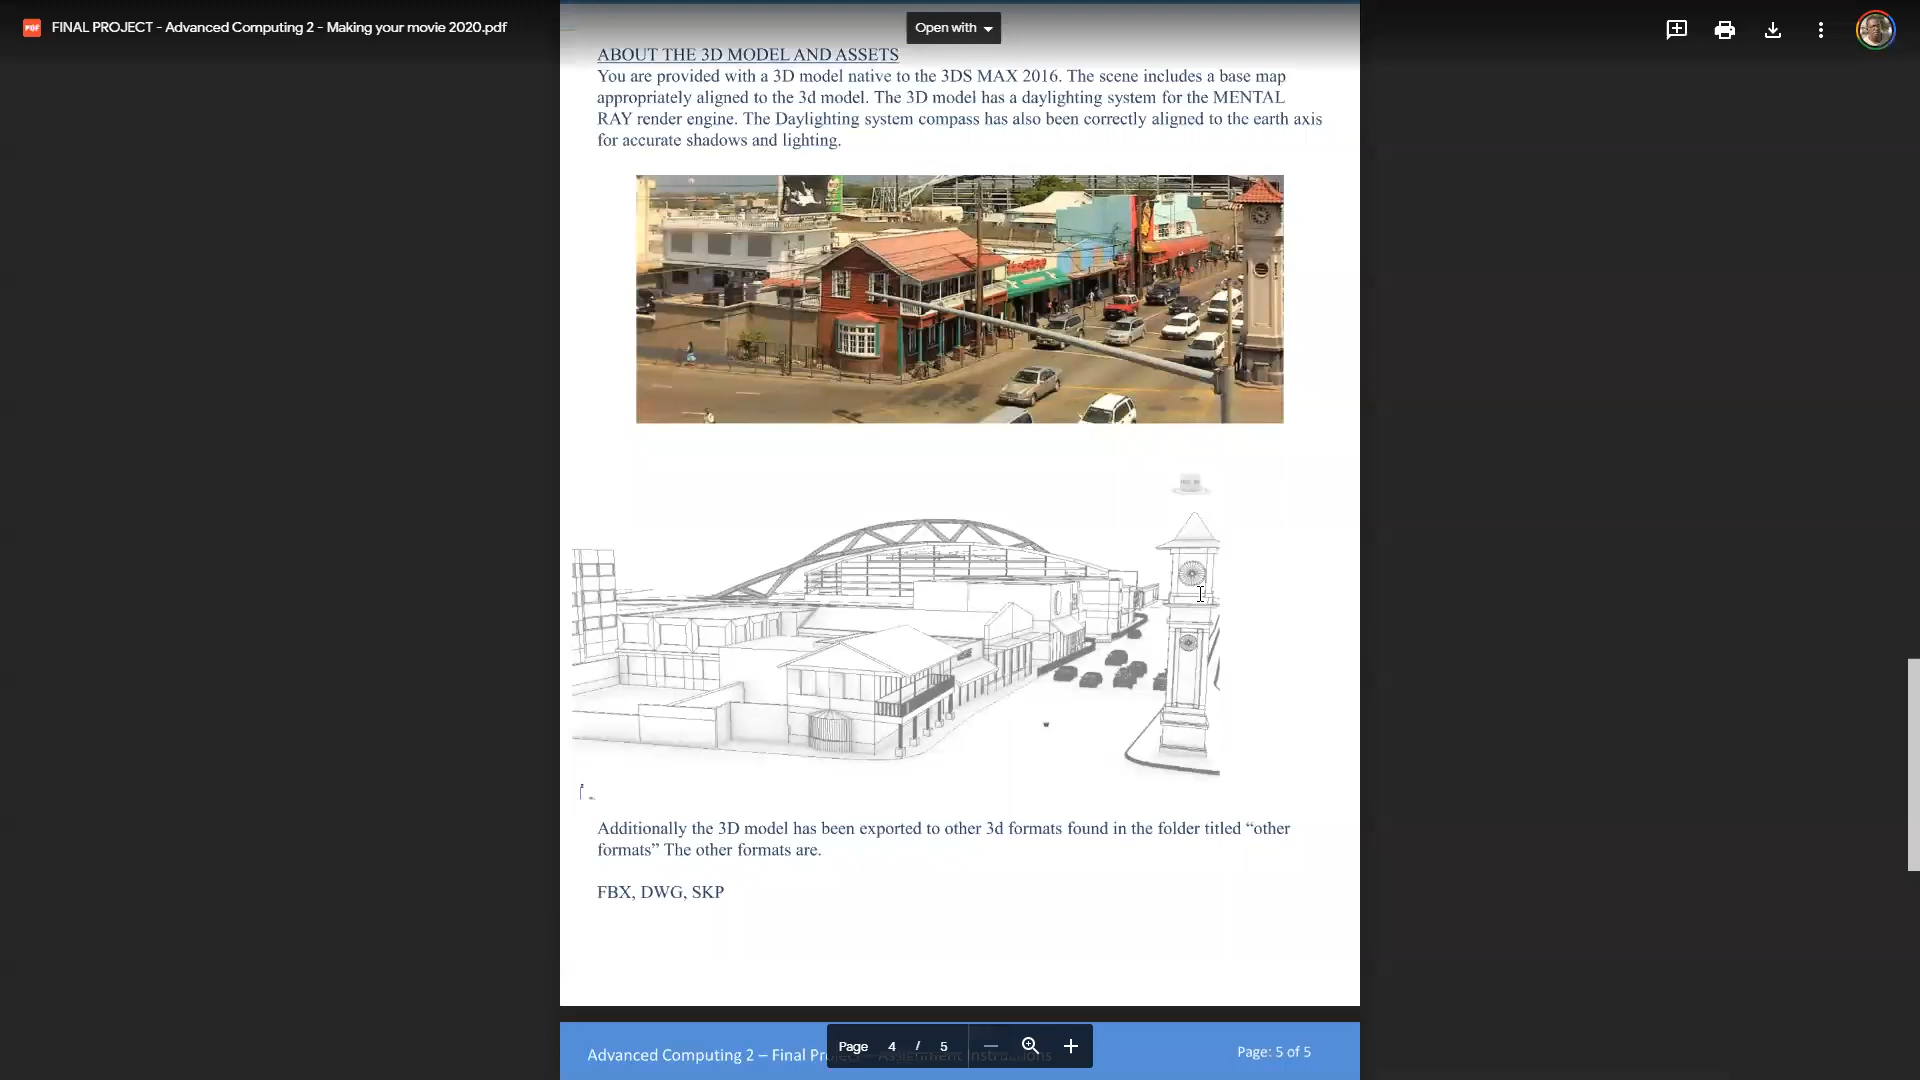 FINAL PROJECT - Advanced Computing 2 - Making your movie 2020.pdf
Open with
ABOUT THE 3D MODEL AND ASSETS
You are provided with a 3D model native to the 3DS MAX 2016. The scene includes a base map
appropriately aligned to the 3d model. The 3D model has a daylighting system for the MENTAL
RAY render engine. The Daylighting system compass has also been correctly aligned to the earth axis
for accurate shadows and lighting.
Additionally the 3D model has been exported to other 3d formats found in the folder titled “other
formats” The other formats are.
FBX, DWG, SKP
Page 4 / 5
Advanced Computing 2 – Final Project – Assignment Instructions
Page: 5 of 5